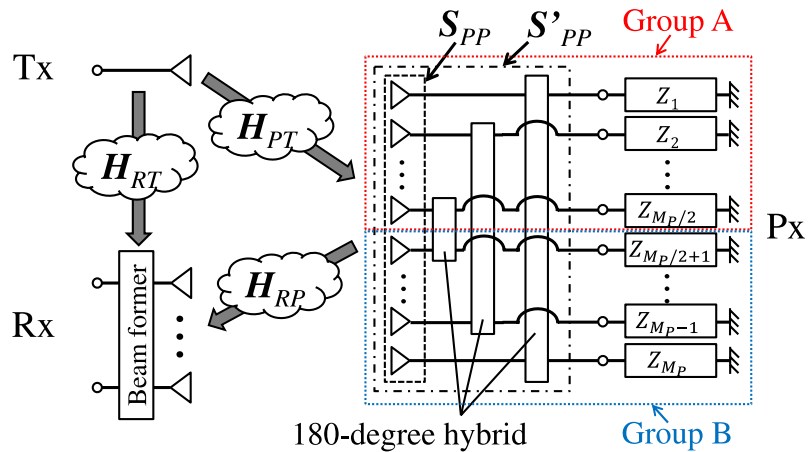 S_PP S'_PP Group A
Tx
H_PT
H_RT
Z_1
Z_2
Z_{M_P/2}
Z_{M_P/2+1}
Z_{M_P−1}
Z_{M_P}
Px
H_RP
Rx
Beam former
180-degree hybrid
Group B